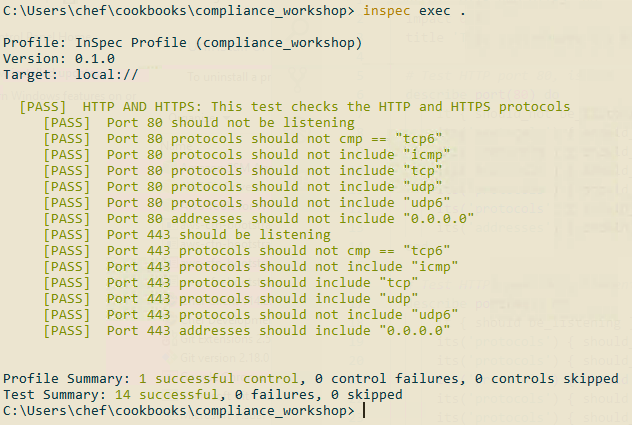 C:\Users\chef\cookbooks\compliance_workshop> inspec exec .
Profile: InSpec Profile (compliance_workshop)
Version: 0.1.0
Target:  local://
[PASS]  HTTP AND HTTPS: This test checks the HTTP and HTTPS protocols
[PASS]  Port 80 should not be listening
[PASS]  Port 80 protocols should not cmp == "tcp6"
[PASS]  Port 80 protocols should not include "icmp"
[PASS]  Port 80 protocols should not include "tcp"
[PASS]  Port 80 protocols should not include "udp"
[PASS]  Port 80 protocols should not include "udp6"
[PASS]  Port 80 addresses should not include "0.0.0.0"
[PASS]  Port 443 should be listening
[PASS]  Port 443 protocols should not cmp == "tcp6"
[PASS]  Port 443 protocols should not include "icmp"
[PASS]  Port 443 protocols should include "tcp"
[PASS]  Port 443 protocols should include "udp"
[PASS]  Port 443 protocols should not include "udp6"
[PASS]  Port 443 addresses should include "0.0.0.0"
Profile Summary: 1 successful control, 0 control failures, 0 controls skipped
Test Summary: 14 successful, 0 failures, 0 skipped
C:\Users\chef\cookbooks\compliance_workshop>